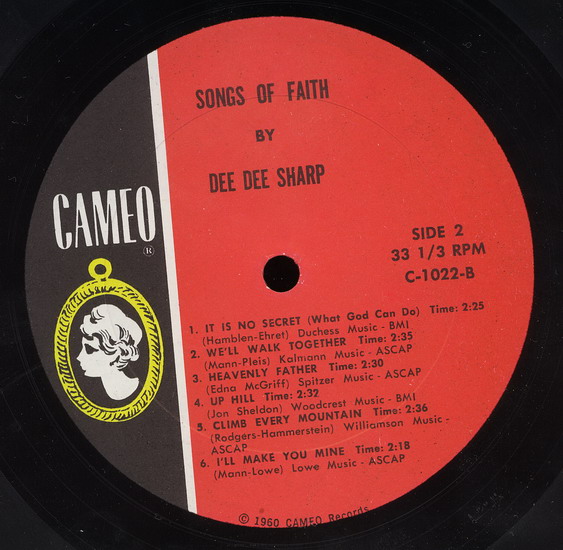 SONGS OF FAITH
BY
DEE DEE SHARP
CAMEO
®
SIDE 2
33 1/3 RPM
C-1022-B
1. IT IS NO SECRET (What God Can Do) Time: 2:25
(Hamblen-Ehret) Duchess Music - BMI
2. WE'LL WALK TOGETHER Time: 2:35
(Mann-Pleis) Kalmann Music - ASCAP
3. HEAVENLY FATHER Time: 2:30
(Edna McGriff) Spitzer Music - ASCAP
4. UP HILL Time: 2:32
(Jon Sheldon) Woodcrest Music - BMI
5. CLIMB EVERY MOUNTAIN Time: 2:36
(Rodgers-Hammerstein) Williamson Music -
ASCAP
6. I'LL MAKE YOU MINE Time: 2:18
(Mann-Lowe) Lowe Music - ASCAP
© 1960 CAMEO Records